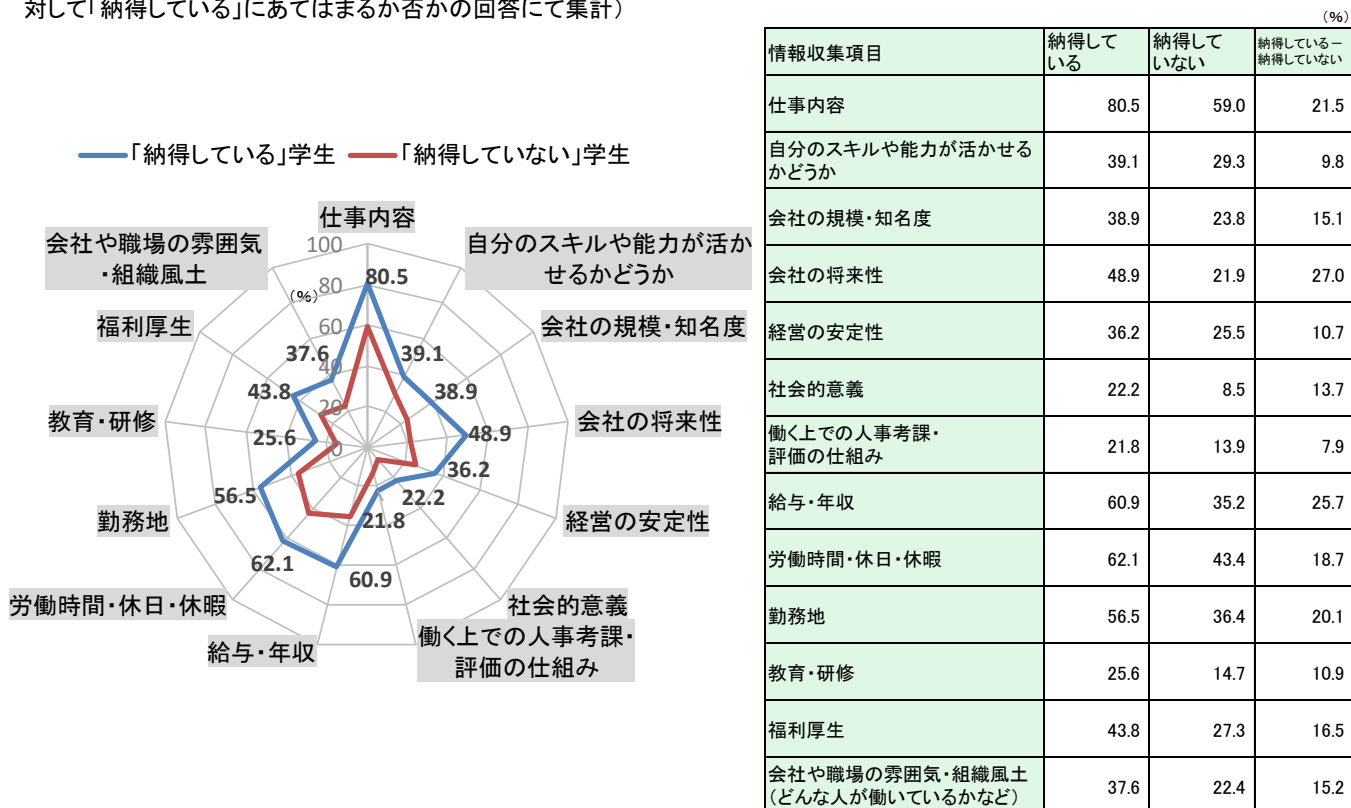 対して「納得している」にあてはまるか否かの回答にて集計）
「納得している」学生
「納得していない」学生
仕事内容
自分のスキルや能力が活か
せるかどうか
会社の規模・知名度
会社の将来性
経営の安定性
社会的意義
働く上での人事考課・
評価の仕組み
給与・年収
労働時間・休日・休暇
勤務地
教育・研修
福利厚生
会社や職場の雰囲気
・組織風土
100
80
60
40
20
0
(%)
80.5
39.1
38.9
48.9
36.2
22.2
21.8
60.9
62.1
56.5
25.6
43.8
37.6
（%）
情報収集項目 納得して
いる 納得して
いない 納得している－
納得していない
仕事内容 80.5 59.0 21.5
自分のスキルや能力が活かせる
かどうか 39.1 29.3 9.8
会社の規模・知名度 38.9 23.8 15.1
会社の将来性 48.9 21.9 27.0
経営の安定性 36.2 25.5 10.7
社会的意義 22.2 8.5 13.7
働く上での人事考課・
評価の仕組み 21.8 13.9 7.9
給与・年収 60.9 35.2 25.7
労働時間・休日・休暇 62.1 43.4 18.7
勤務地 56.5 36.4 20.1
教育・研修 25.6 14.7 10.9
福利厚生 43.8 27.3 16.5
会社や職場の雰囲気・組織風土
（どんな人が働いているかなど） 37.6 22.4 15.2